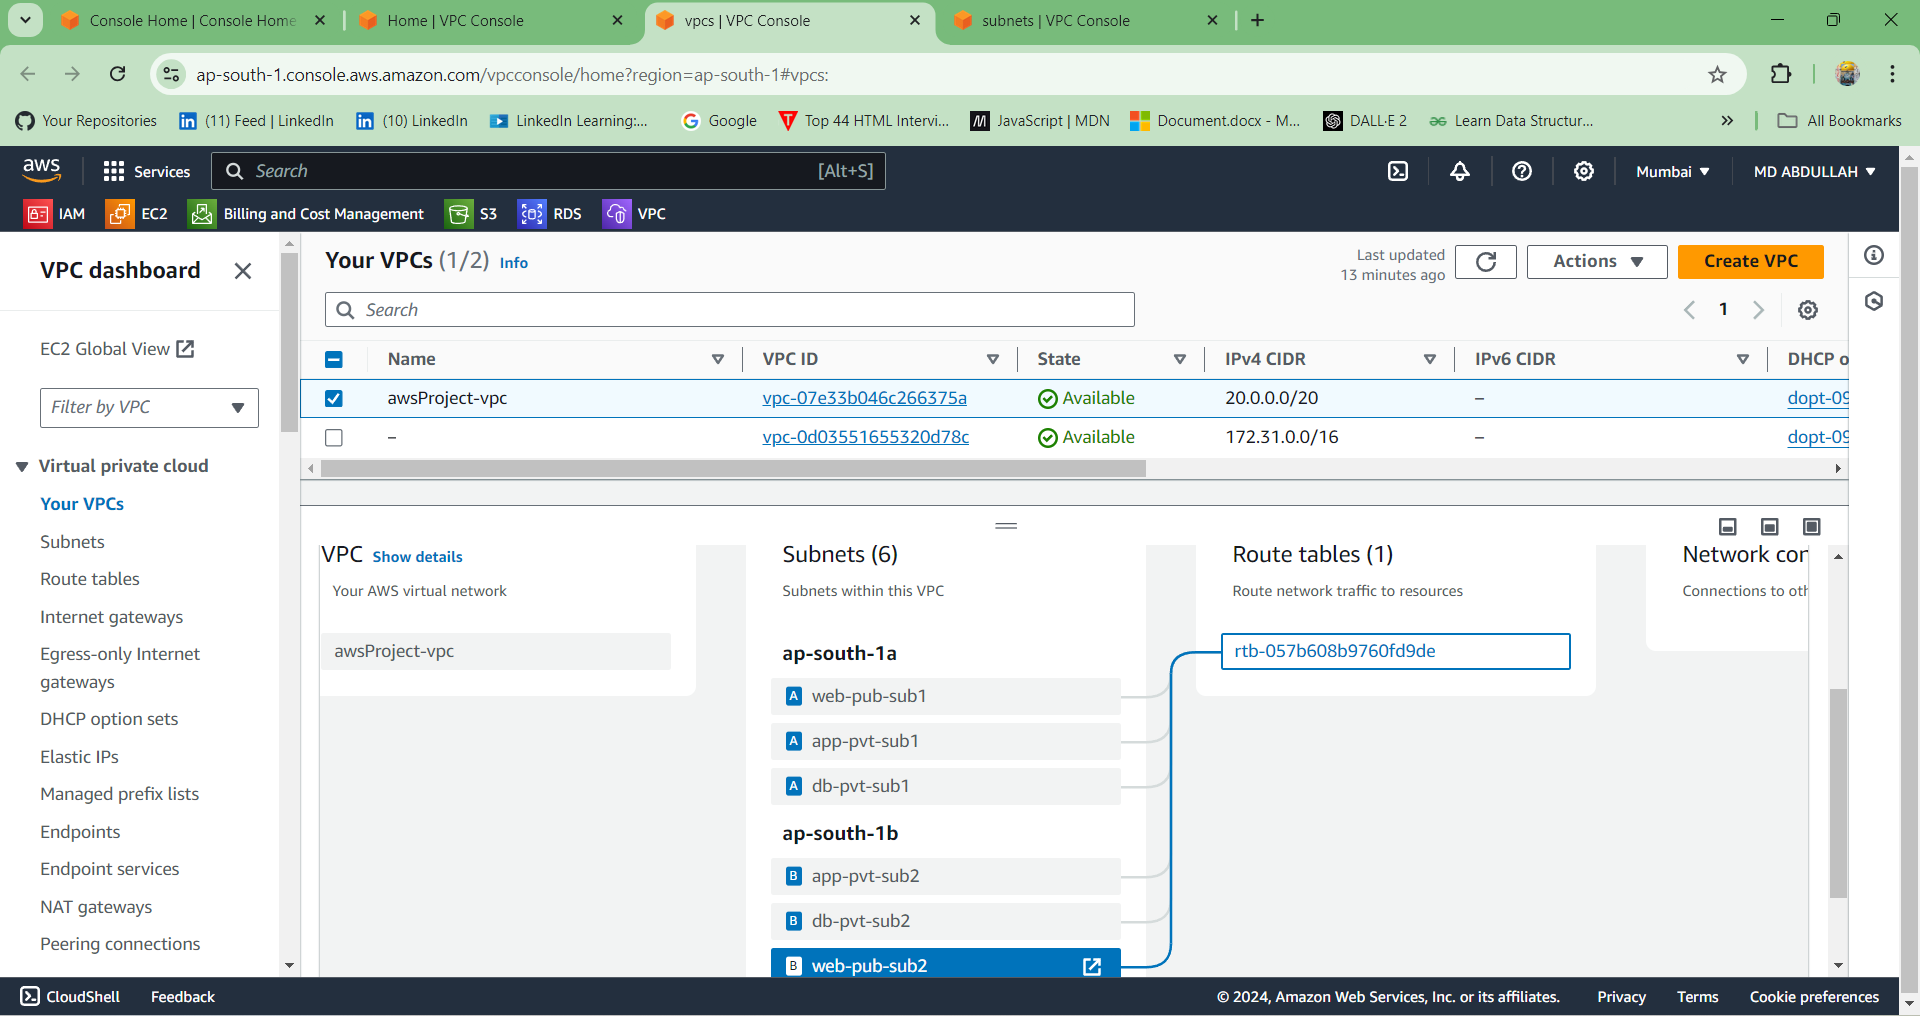 Console Home | Console Home
Home | VPC Console
vpcs | VPC Console
subnets | VPC Console
ap-south-1.console.aws.amazon.com/vpcconsole/home?region=ap-south-1#vpcs:
Your Repositories
in (11) Feed | LinkedIn
in (10) LinkedIn
LinkedIn Learning:...
G Google
Top 44 HTML Intervi...
JavaScript | MDN
Document.docx - M...
DALL·E 2
Learn Data Structur...
All Bookmarks
aws
Services
Search [Alt+S]
Mumbai
MD ABDULLAH
IAM
EC2
Billing and Cost Management
S3
RDS
VPC
VPC dashboard
EC2 Global View
Filter by VPC
Virtual private cloud
Your VPCs
Subnets
Route tables
Internet gateways
Egress-only Internet
gateways
DHCP option sets
Elastic IPs
Managed prefix lists
Endpoints
Endpoint services
NAT gateways
Peering connections
Your VPCs (1/2) Info
Last updated
13 minutes ago
Actions
Create VPC
Search
1
Name VPC ID State IPv4 CIDR IPv6 CIDR DHCP o
awsProject-vpc vpc-07e33b046c266375a Available 20.0.0.0/20 – dopt-09
– vpc-0d03551655320d78c Available 172.31.0.0/16 – dopt-09
VPC Show details
Your AWS virtual network
awsProject-vpc
Subnets (6)
Subnets within this VPC
ap-south-1a
A web-pub-sub1
A app-pvt-sub1
A db-pvt-sub1
ap-south-1b
B app-pvt-sub2
B db-pvt-sub2
B web-pub-sub2
Route tables (1)
Route network traffic to resources
rtb-057b608b9760fd9de
Network cor
Connections to oth
CloudShell
Feedback
© 2024, Amazon Web Services, Inc. or its affiliates.
Privacy
Terms
Cookie preferences